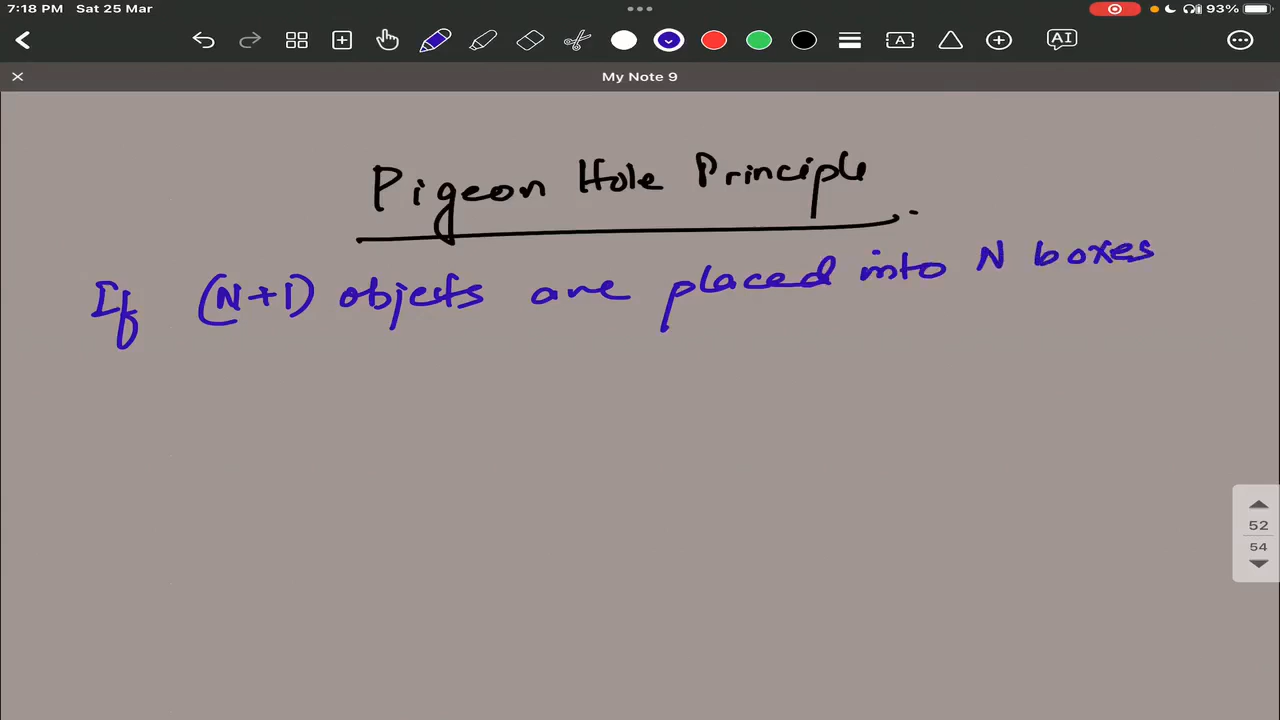 7:18 PM Sat 25 Mar
93%
A
AI
My Note 9
Pigeon Hole Principle
If (N+1) objects are placed into N boxes
52
54